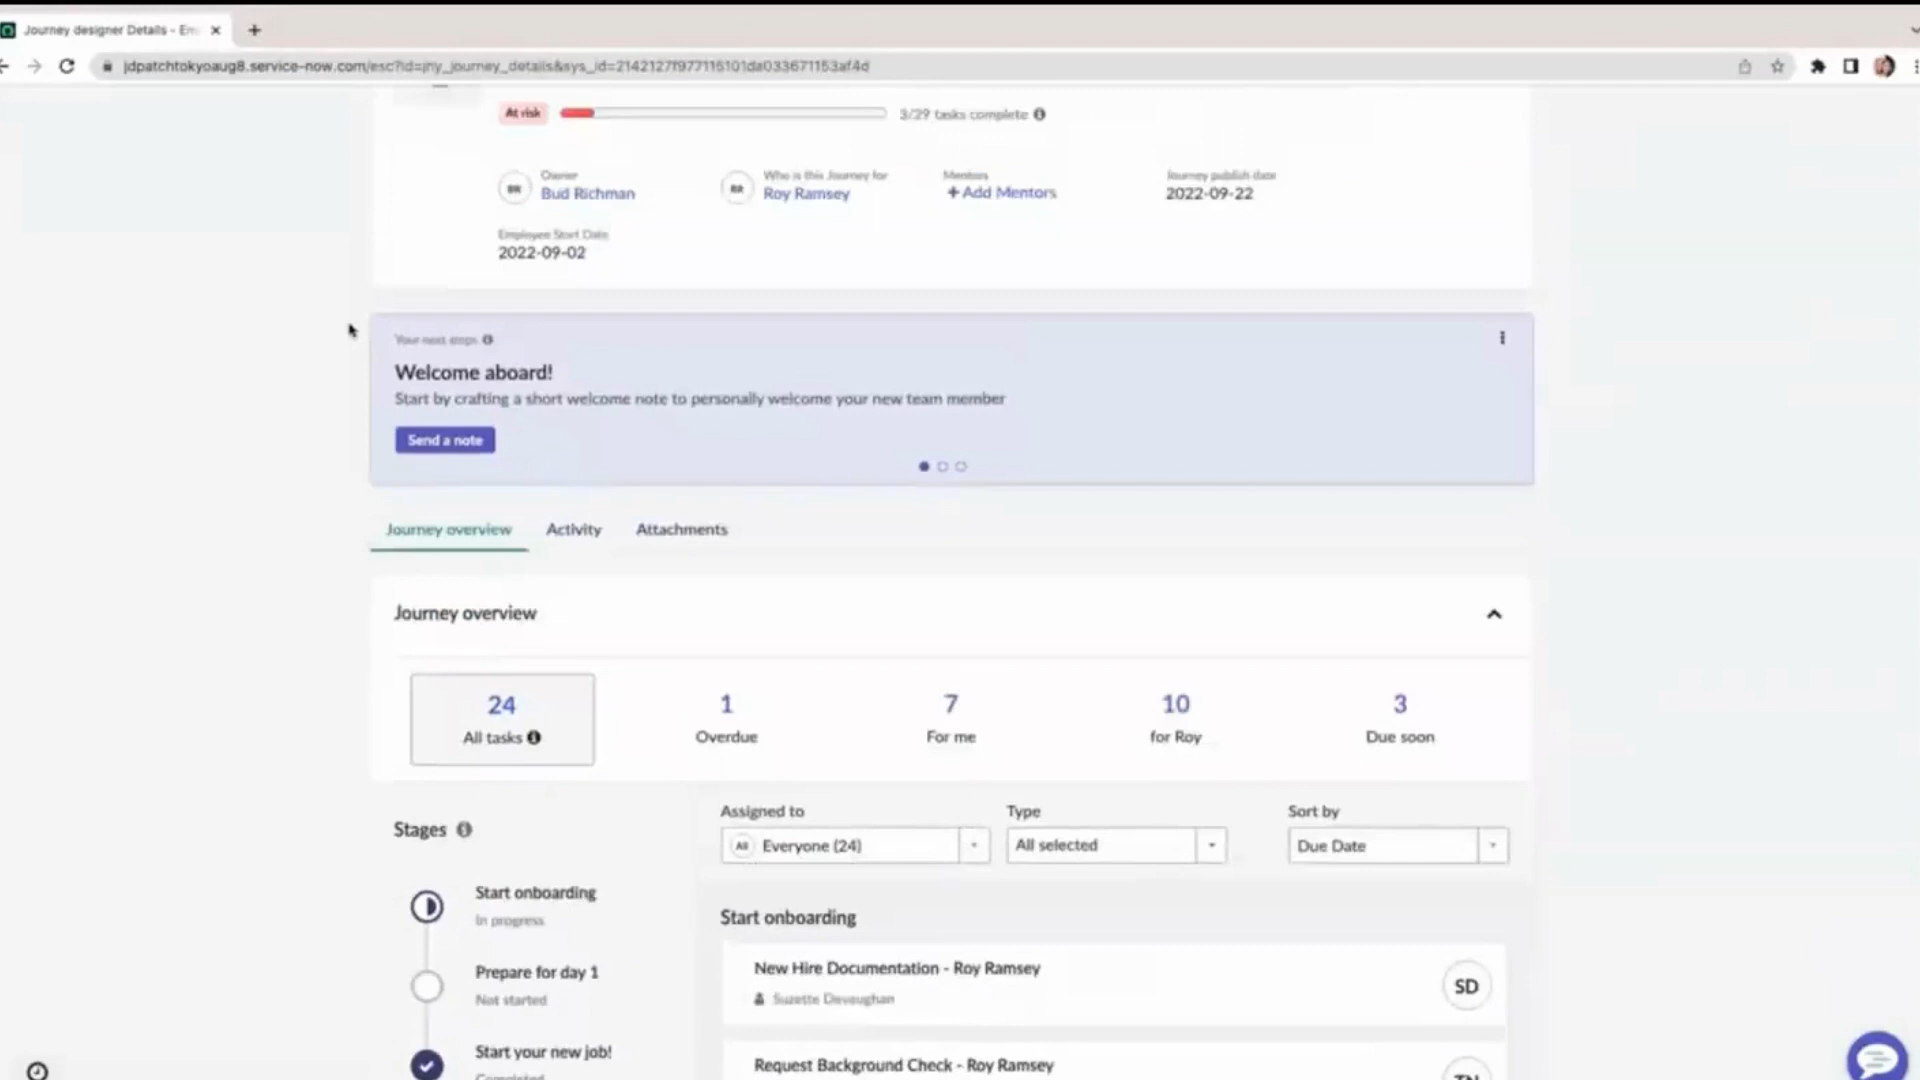 Journey designer Details - Em
jdpatchtokyoaug8.service-now.com/esc?id=jny_journey_details&sys_id=2142127f977115101da033671153af4d
At risk
3/29 tasks complete
BR
Owner
Bud Richman
RR
Who is this Journey for
Roy Ramsey
Mentors
+ Add Mentors
Journey publish date
2022-09-22
Employee Start Date
2022-09-02
Your next steps
Welcome aboard!
Start by crafting a short welcome note to personally welcome your new team member
Send a note
Journey overview
Activity
Attachments
Journey overview
24
All tasks
1
Overdue
7
For me
10
for Roy
3
Due soon
Stages
Assigned to
All
Everyone (24)
Type
All selected
Sort by
Due Date
Start onboarding
In progress
Prepare for day 1
Not started
Start your new job!
Completed
Start onboarding
New Hire Documentation - Roy Ramsey
Suzette Devaughan
SD
Request Background Check - Roy Ramsey
TN